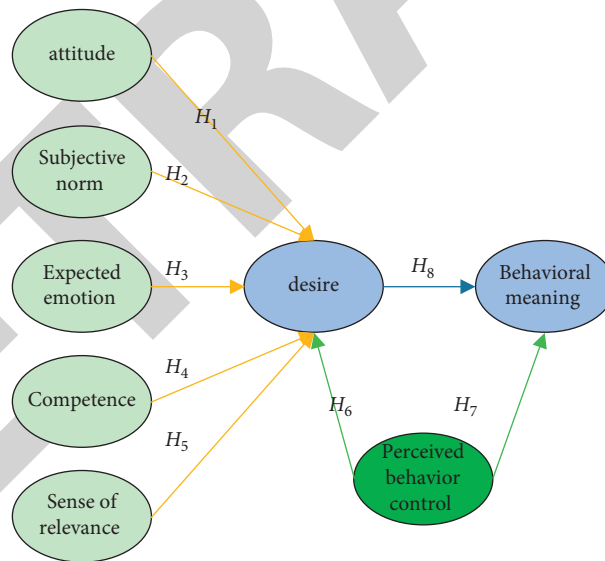 attitude
H1
Subjective
norm
H2
Expected
emotion
H3
desire
H8
Behavioral
meaning
Competence
H4
H6
H7
H5
Perceived
behavior
control
Sense of
relevance